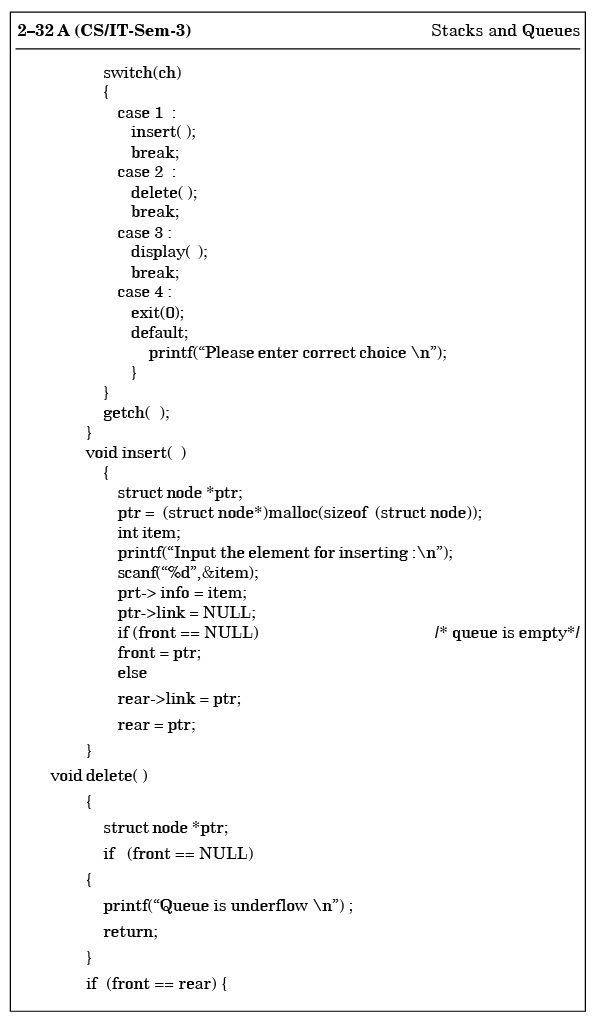 2–32 A (CS/IT-Sem-3) Stacks and Queues
switch(ch)
{
case 1 :
insert( );
break;
case 2 :
delete( );
break;
case 3 :
display( );
break;
case 4 :
exit(0);
default;
printf(“Please enter correct choice \n”);
}
}
getch( );
}
void insert( )
{
struct node *ptr;
ptr = (struct node*)malloc(sizeof (struct node));
int item;
printf(“Input the element for inserting :\n”);
scanf(“%d”,&item);
prt-> info = item;
ptr->link = NULL;
if (front == NULL) /* queue is empty*/
front = ptr;
else
rear->link = ptr;
rear = ptr;
}
void delete( )
{
struct node *ptr;
if (front == NULL)
{
printf(“Queue is underflow \n”) ;
return;
}
if (front == rear) {